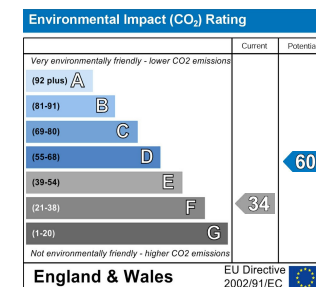 Environmental Impact (CO₂) Rating
Current Potentia
Very environmentally friendly - lower CO2 emissions
(92 plus) A
(81-91) B
(69-80) C
(55-68) D
60
(39-54) E
(21-38) F
34
(1-20) G
Not environmentally friendly - higher CO2 emissions
England & Wales
EU Directive
2002/91/EC